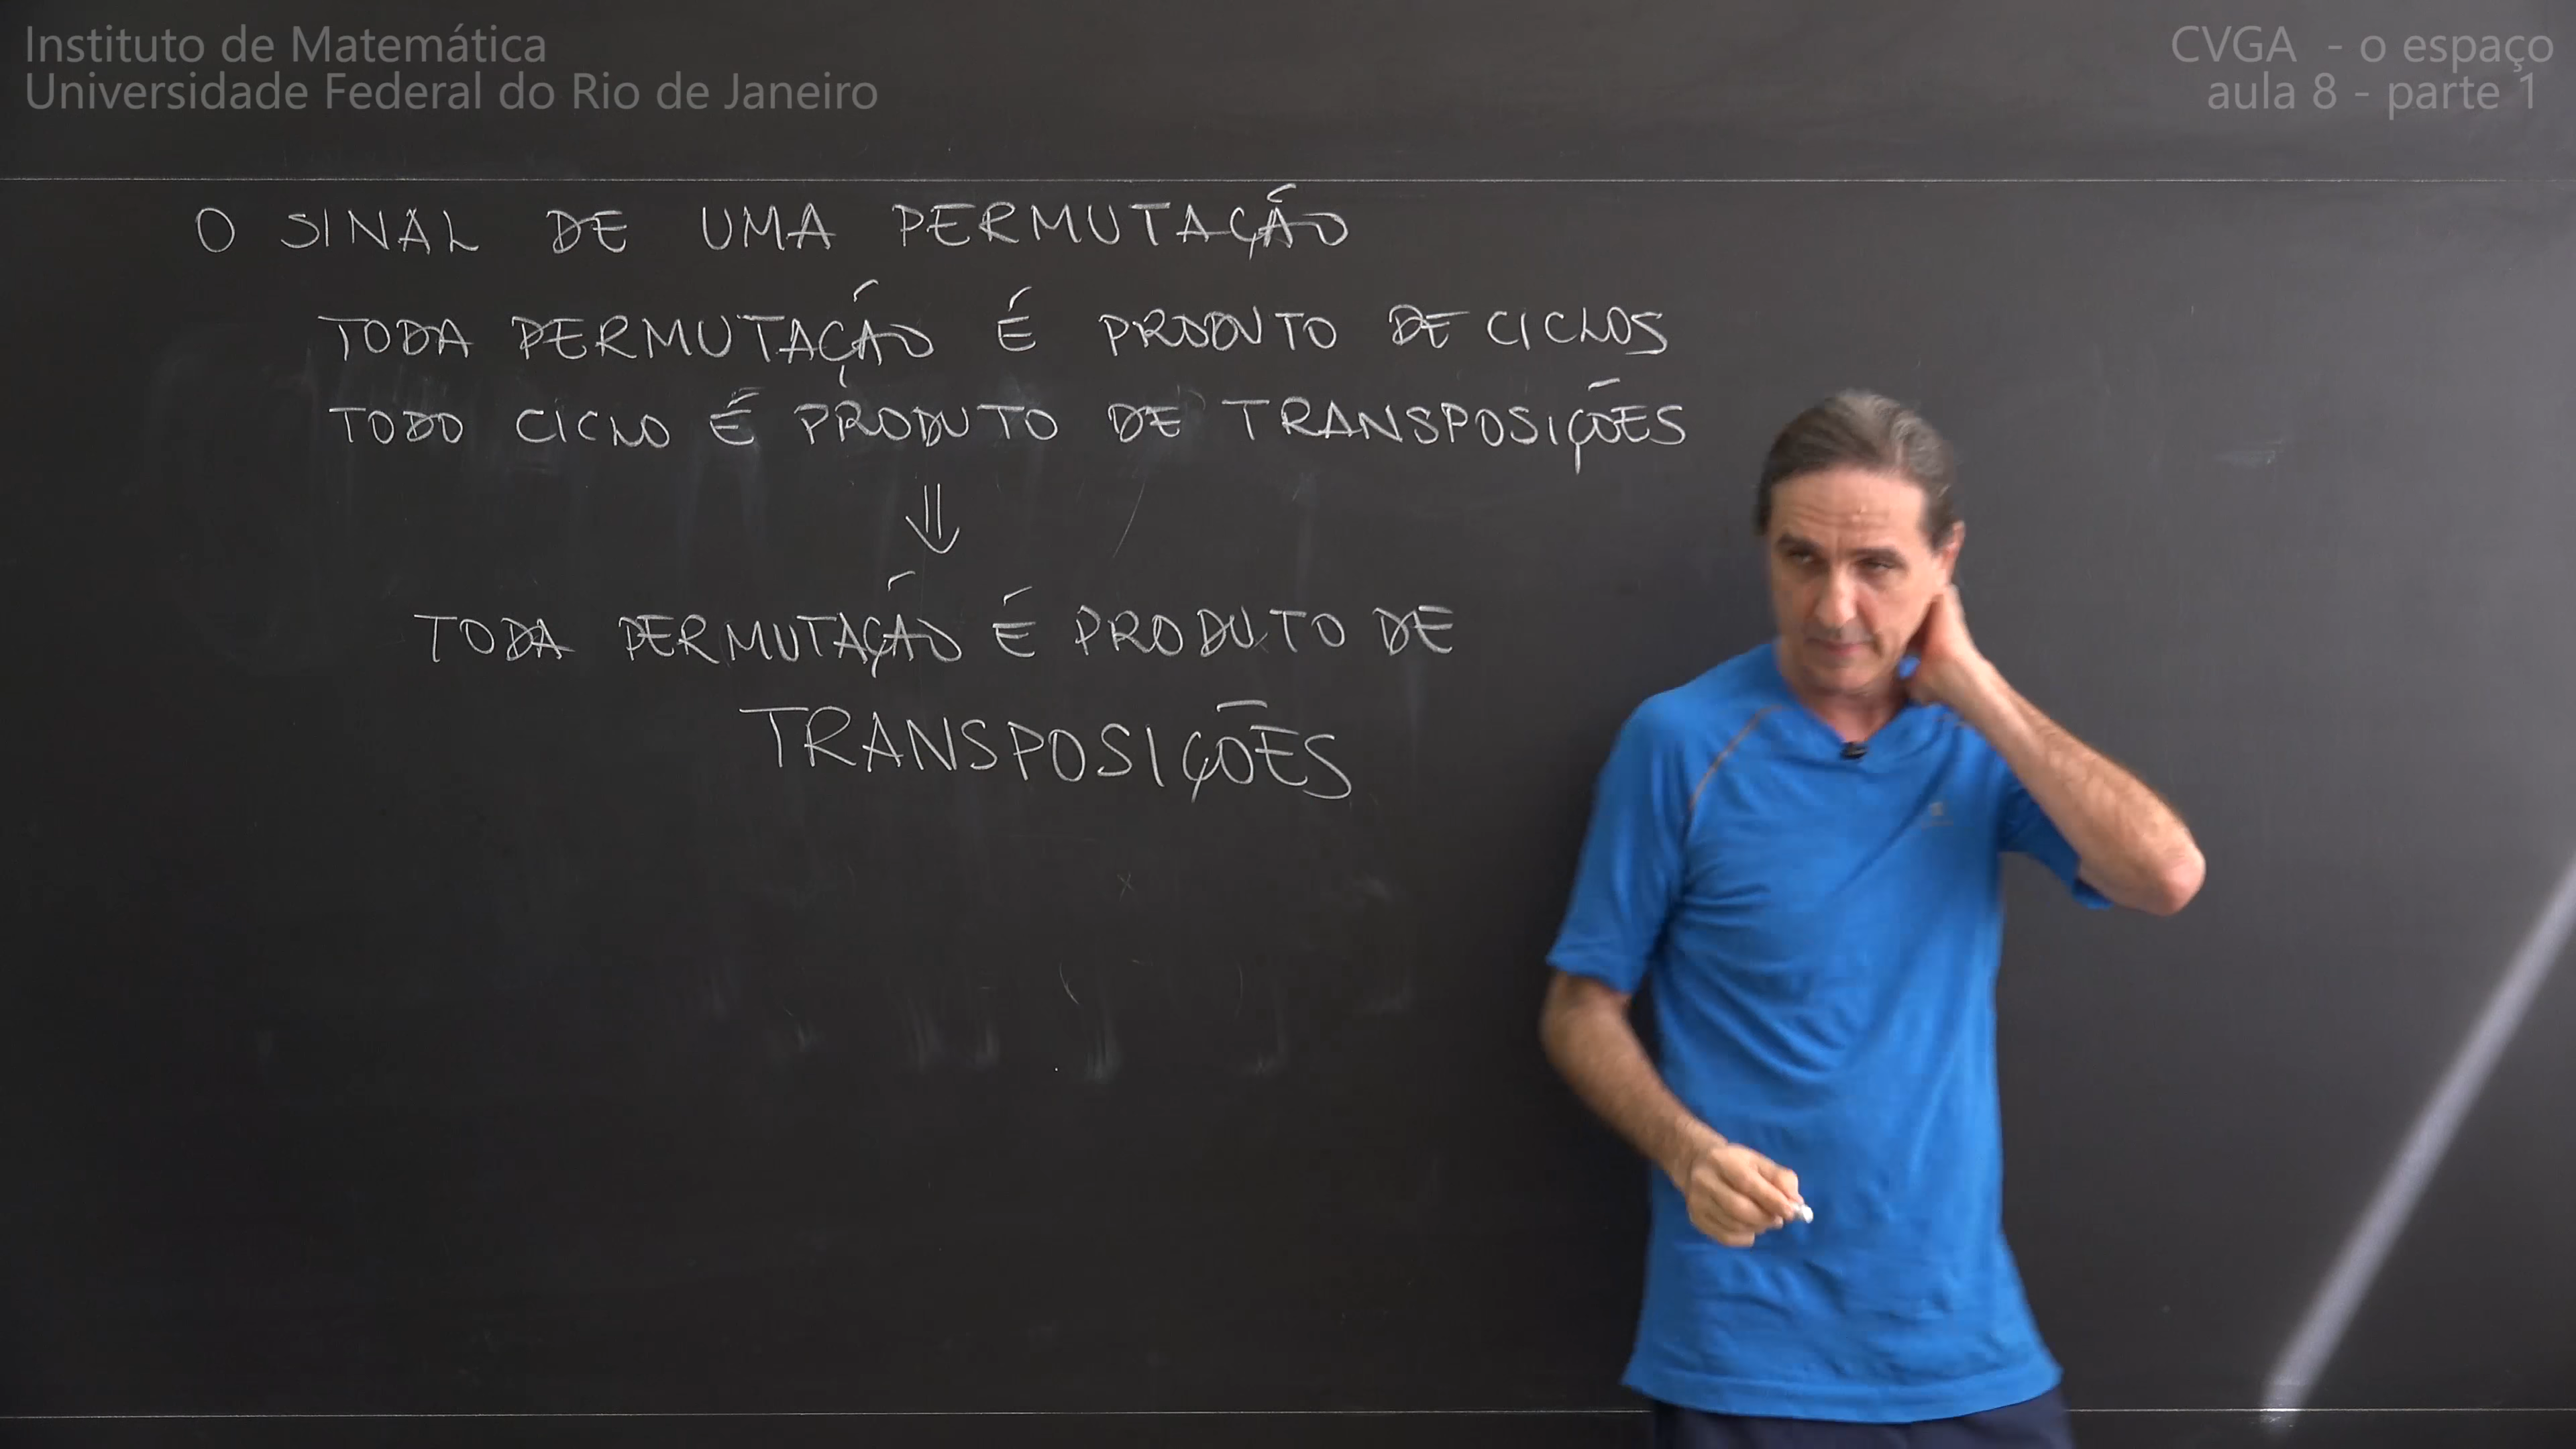 Instituto de Matemática
Universidade Federal do Rio de Janeiro
CVGA - o espaço
aula 8 - parte 1
O SINAL DE UMA PERMUTAÇÃO
TODA PERMUTAÇÃO É PRODUTO DE CICLOS
TODO CICLO É PRODUTO DE TRANSPOSIÇÕES
⇓
TODA PERMUTAÇÃO É PRODUTO DE
TRANSPOSIÇÕES